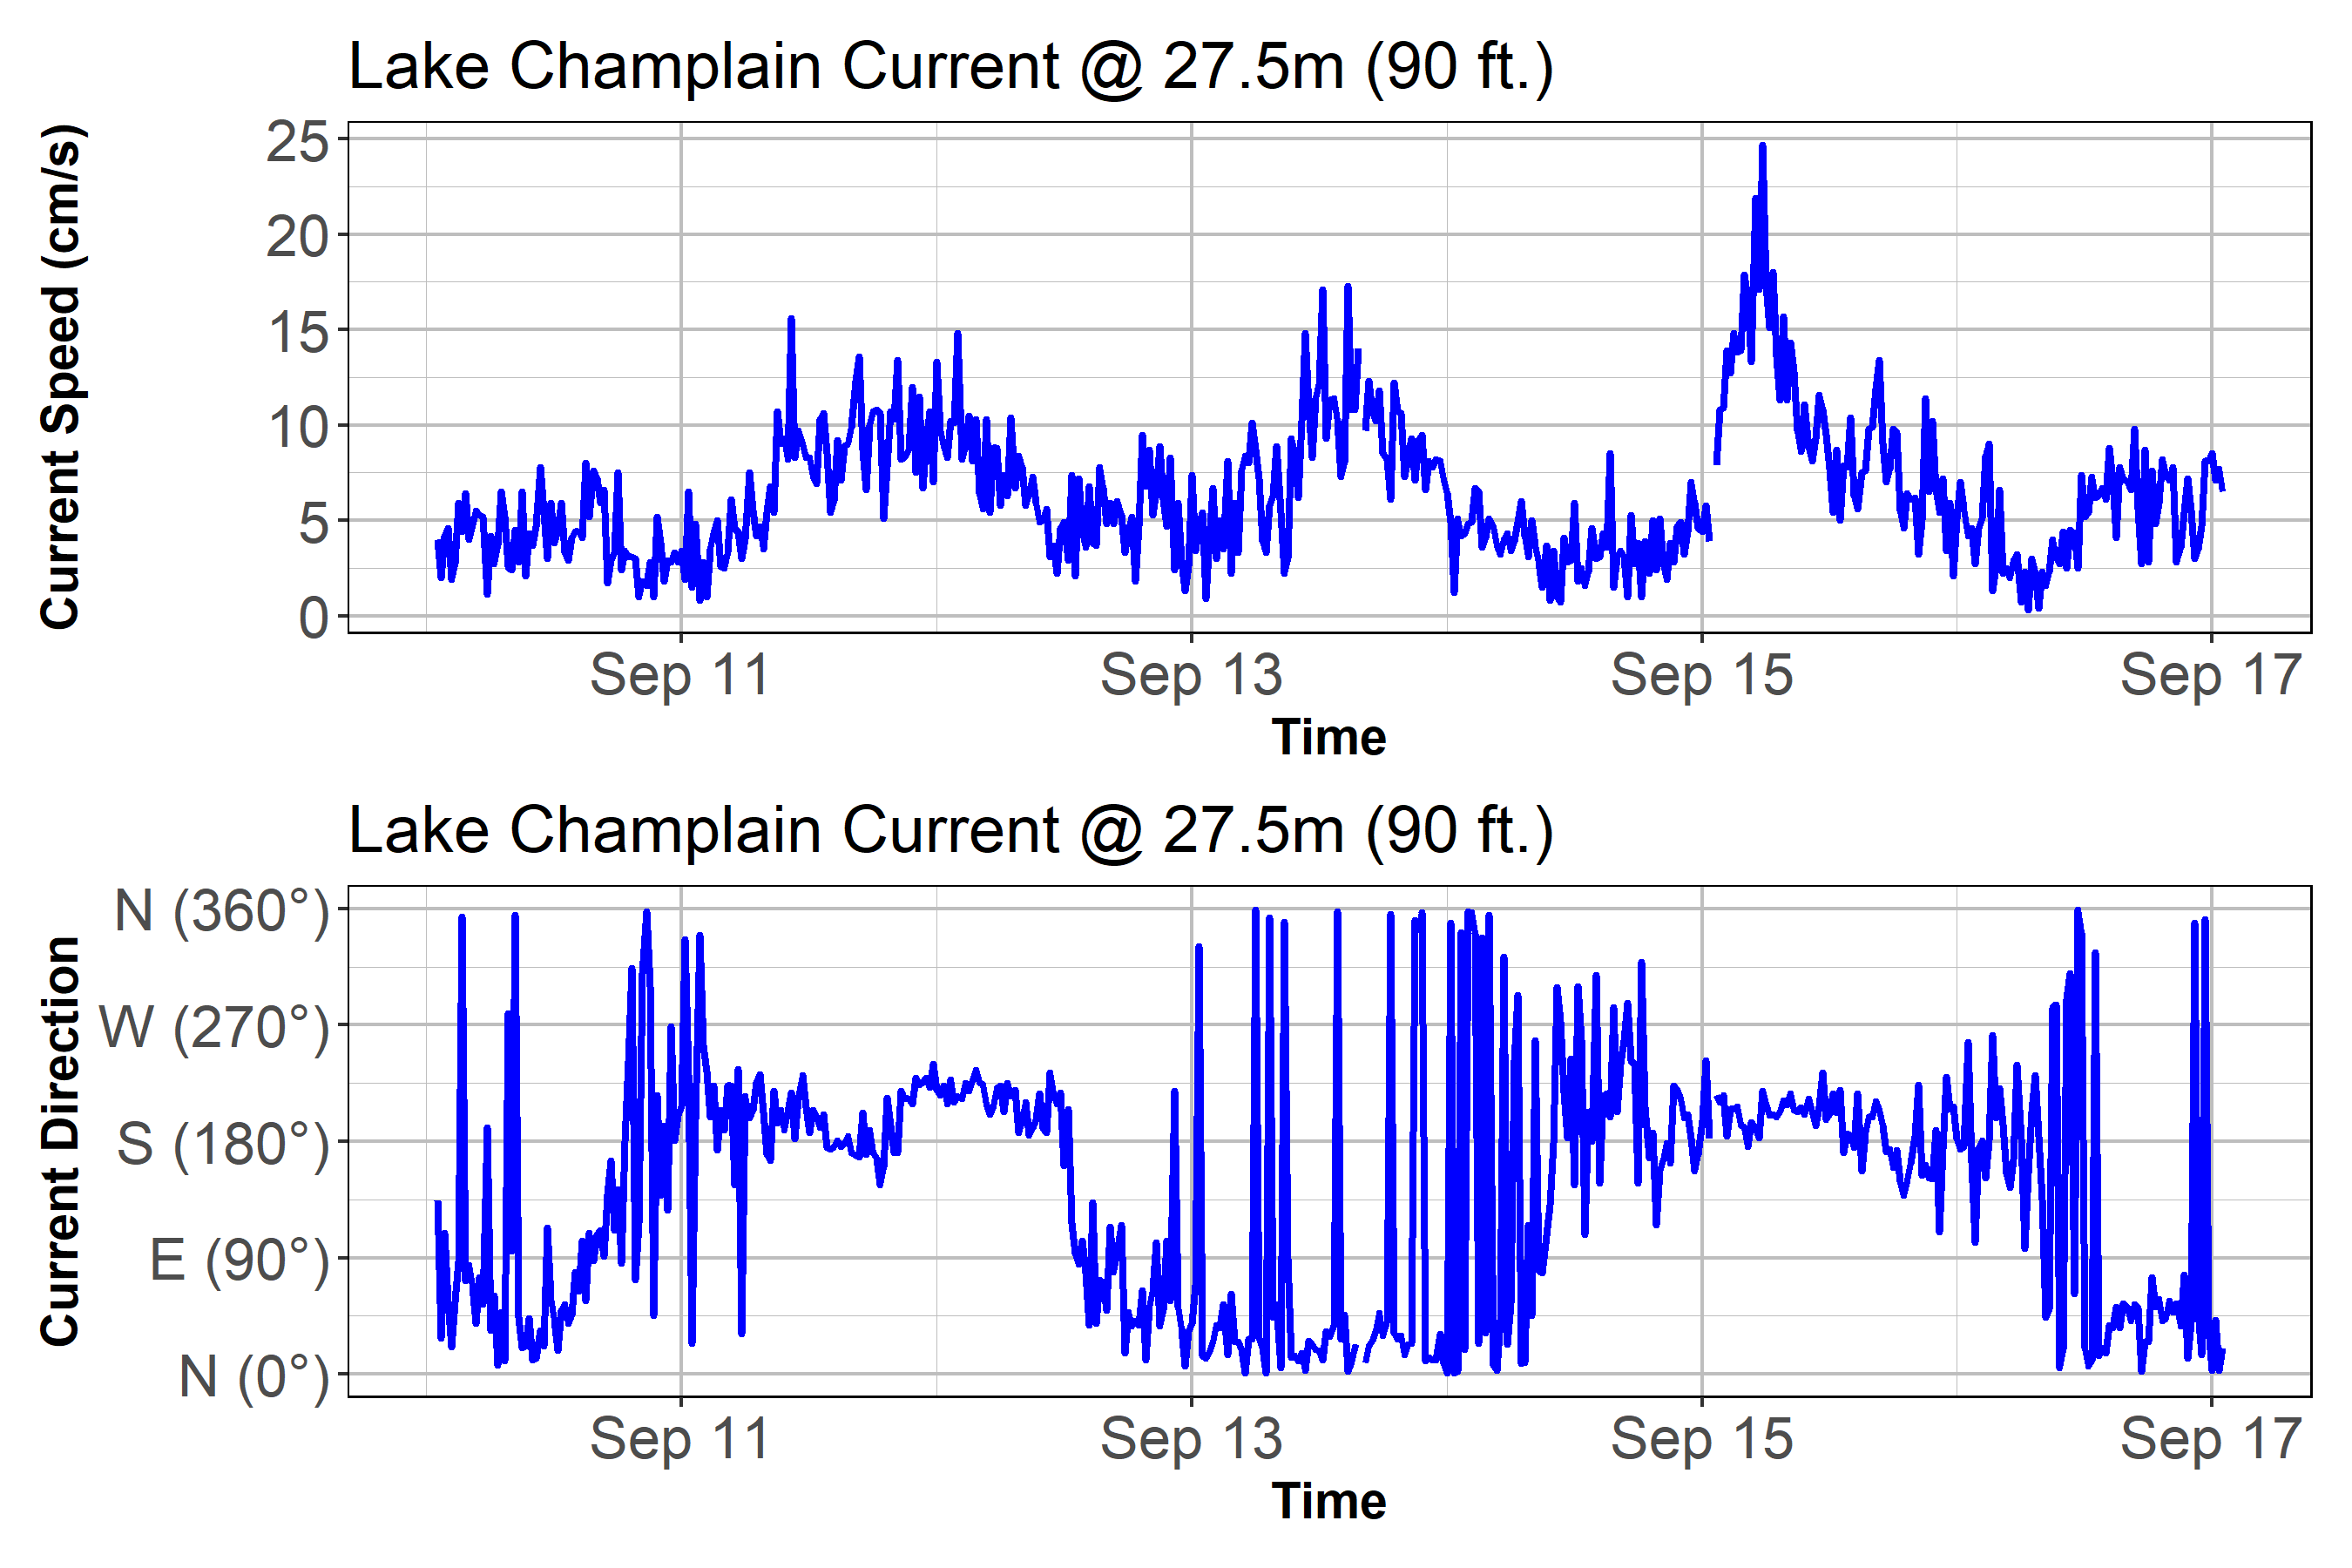 Lake Champlain Current @ 27.5m (90 ft.)
Current Speed (cm/s)
25
20
15
10
5
0
Sep 11 Sep 13 Sep 15 Sep 17
Time
Lake Champlain Current @ 27.5m (90 ft.)
Current Direction
N (360°)
W (270°)
S (180°)
E (90°)
N (0°)
Sep 11 Sep 13 Sep 15 Sep 17
Time